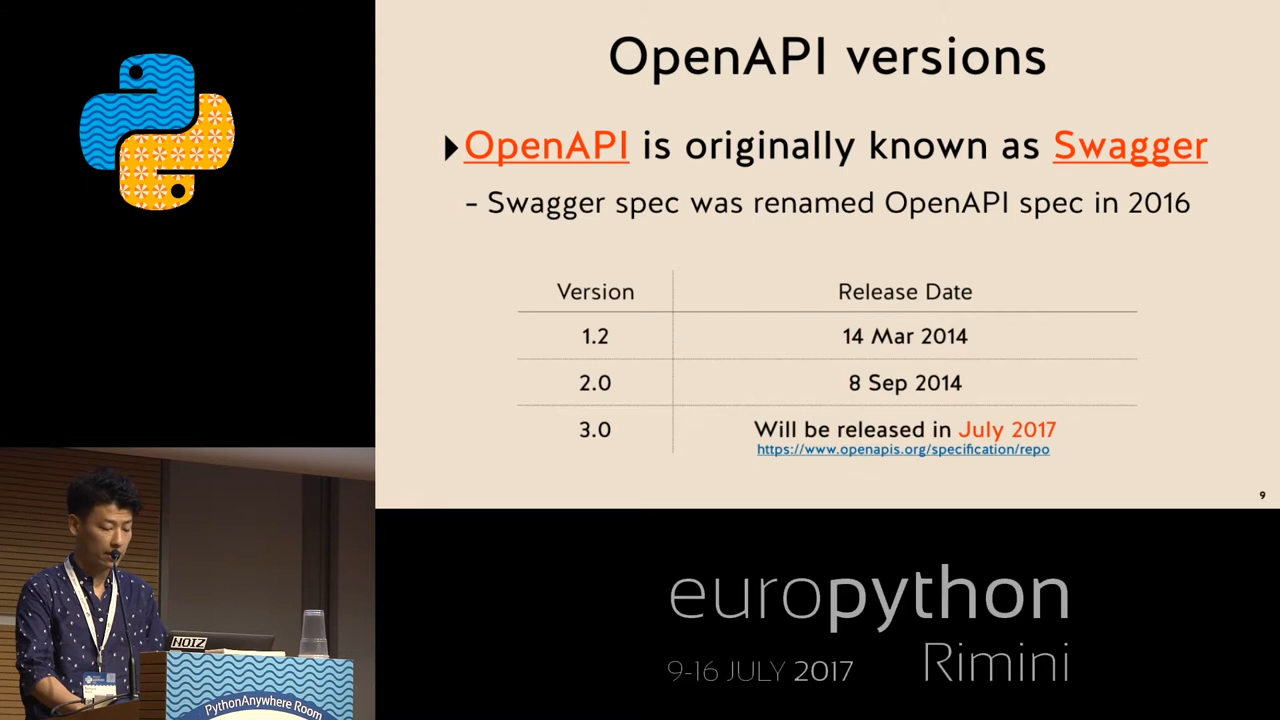 OpenAPI versions
OpenAPI is originally known as Swagger
- Swagger spec was renamed OpenAPI spec in 2016
Version Release Date
1.2 14 Mar 2014
2.0 8 Sep 2014
3.0 Will be released in July 2017
https://www.openapis.org/specification/repo
9
NOIZ
PythonAnywhere Room
europython
Rimini
9-16 JULY 2017